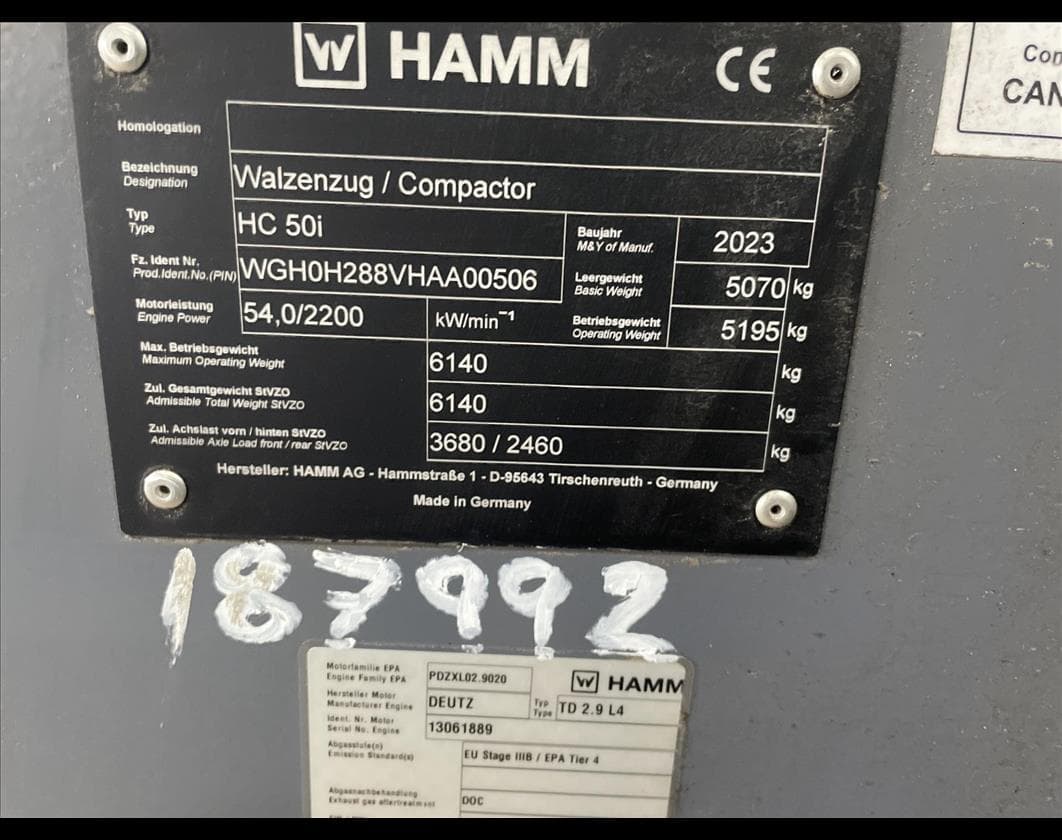 HAMM CE
Con
CAN
Homologation
Bezeichnung
Designation
Walzenzug / Compactor
Typ
Type
HC 50i
Baujahr
M&Y of Manuf.
2023
Fz. Ident Nr.
Prod.Ident.No.(PIN)
WGH0H288VHAA00506
Leergewicht
Basic Weight
5070 kg
Motorleistung
Engine Power
54,0/2200
kW/min⁻¹
Betriebsgewicht
Operating Weight
5195 kg
Max. Betriebsgewicht
Maximum Operating Weight
6140
kg
Zul. Gesamtgewicht StVZO
Admissible Total Weight StVZO
6140
kg
Zul. Achslast vorn / hinten StVZO
Admissible Axle Load front / rear StVZO
3680 / 2460
kg
Hersteller: HAMM AG - Hammstraße 1 - D-95643 Tirschenreuth - Germany
Made in Germany
187992
Motorfamilie EPA
Engine Family EPA
PDZXL02.9020
HAMM
Hersteller Motor
Manufacturer Engine
DEUTZ
Typ
Type
TD 2.9 L4
Ident. Nr. Motor
Serial No. Engine
13061889
Abgasstufe(n)
Emission Standard(s)
EU Stage IIIB / EPA Tier 4
Abgasnachbehandlung
Exhaust gas aftertreatment
DOC